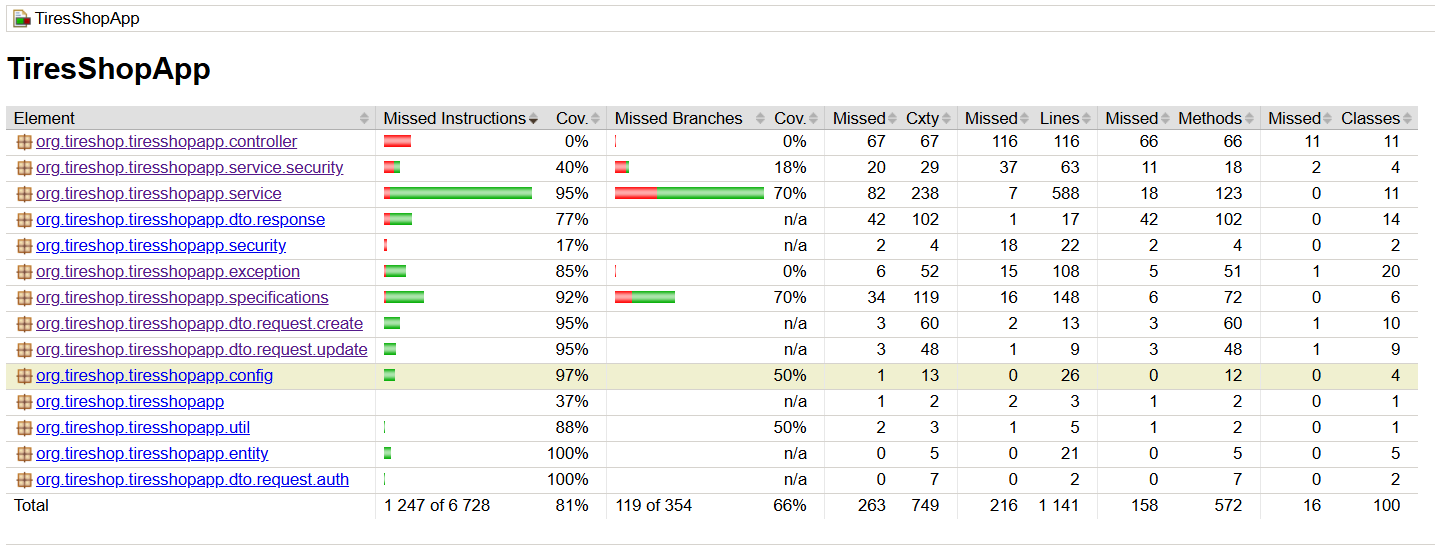 TiresShopApp
TiresShopApp
Element Missed Instructions Cov. Missed Branches Cov. Missed Cxty Missed Lines Missed Methods Missed Classes
org.tireshop.tiresshopapp.controller 0% 0% 67 67 116 116 66 66 11 11
org.tireshop.tiresshopapp.service.security 40% 18% 20 29 37 63 11 18 2 4
org.tireshop.tiresshopapp.service 95% 70% 82 238 7 588 18 123 0 11
org.tireshop.tiresshopapp.dto.response 77% n/a 42 102 1 17 42 102 0 14
org.tireshop.tiresshopapp.security 17% n/a 2 4 18 22 2 4 0 2
org.tireshop.tiresshopapp.exception 85% 0% 6 52 15 108 5 51 1 20
org.tireshop.tiresshopapp.specifications 92% 70% 34 119 16 148 6 72 0 6
org.tireshop.tiresshopapp.dto.request.create 95% n/a 3 60 2 13 3 60 1 10
org.tireshop.tiresshopapp.dto.request.update 95% n/a 3 48 1 9 3 48 1 9
org.tireshop.tiresshopapp.config 97% 50% 1 13 0 26 0 12 0 4
org.tireshop.tiresshopapp 37% n/a 1 2 2 3 1 2 0 1
org.tireshop.tiresshopapp.util 88% 50% 2 3 1 5 1 2 0 1
org.tireshop.tiresshopapp.entity 100% n/a 0 5 0 21 0 5 0 5
org.tireshop.tiresshopapp.dto.request.auth 100% n/a 0 7 0 2 0 7 0 2
Total 1 247 of 6 728 81% 119 of 354 66% 263 749 216 1 141 158 572 16 100